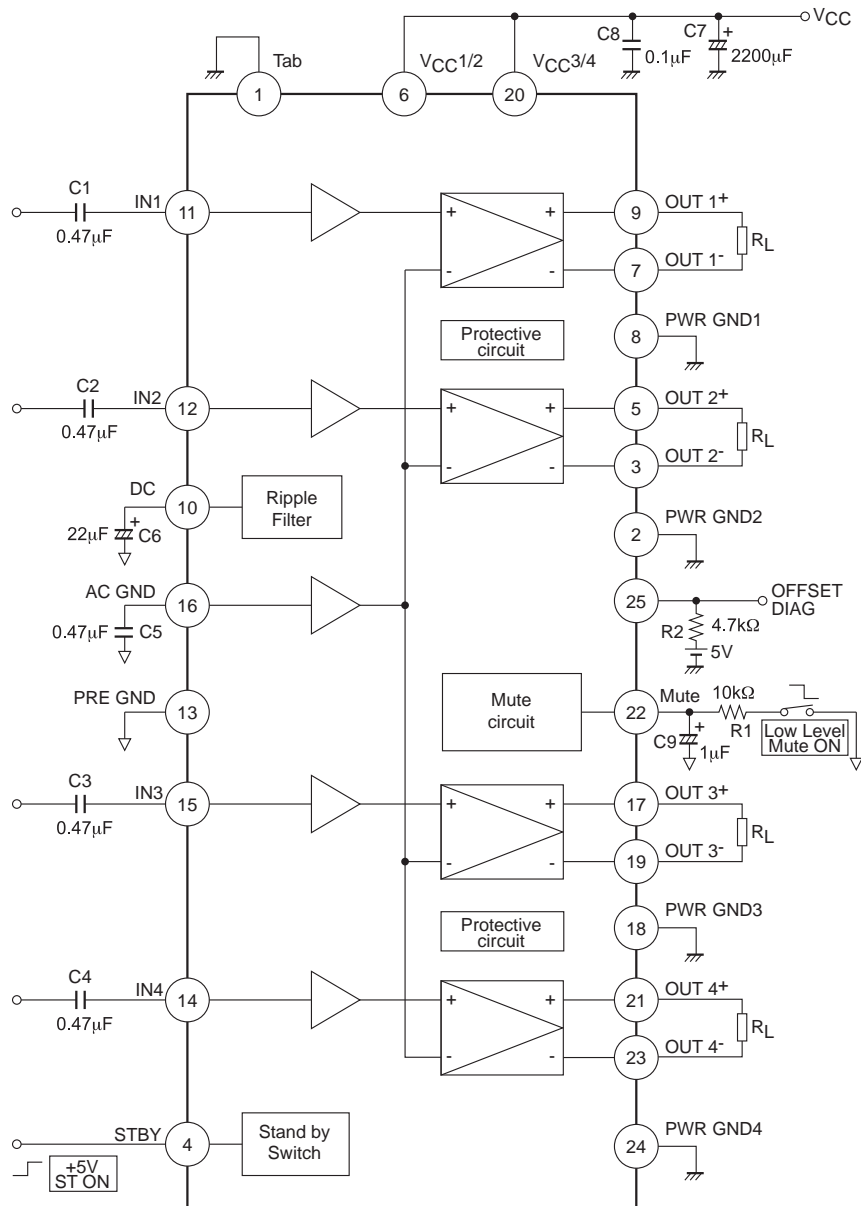 C8
C7
+
VCC
0.1μF
2200μF
Tab
VCC1/2
VCC3/4
1
6
20
C1
IN1
11
0.47μF
+
+
-
-
9
OUT 1+
7
OUT 1-
RL
Protective
circuit
8
PWR GND1
C2
IN2
12
0.47μF
+
+
-
-
5
OUT 2+
3
OUT 2-
RL
DC
10
Ripple
Filter
22μF
+
C6
2
PWR GND2
AC GND
16
0.47μF
C5
25
OFFSET
DIAG
R2
4.7kΩ
5V
PRE GND
13
Mute
circuit
22
Mute
10kΩ
R1
C9
+
1μF
Low Level
Mute ON
C3
IN3
15
0.47μF
+
+
-
-
17
OUT 3+
19
OUT 3-
RL
Protective
circuit
18
PWR GND3
C4
IN4
14
0.47μF
+
+
-
-
21
OUT 4+
23
OUT 4-
RL
STBY
4
Stand by
Switch
+5V
ST ON
24
PWR GND4